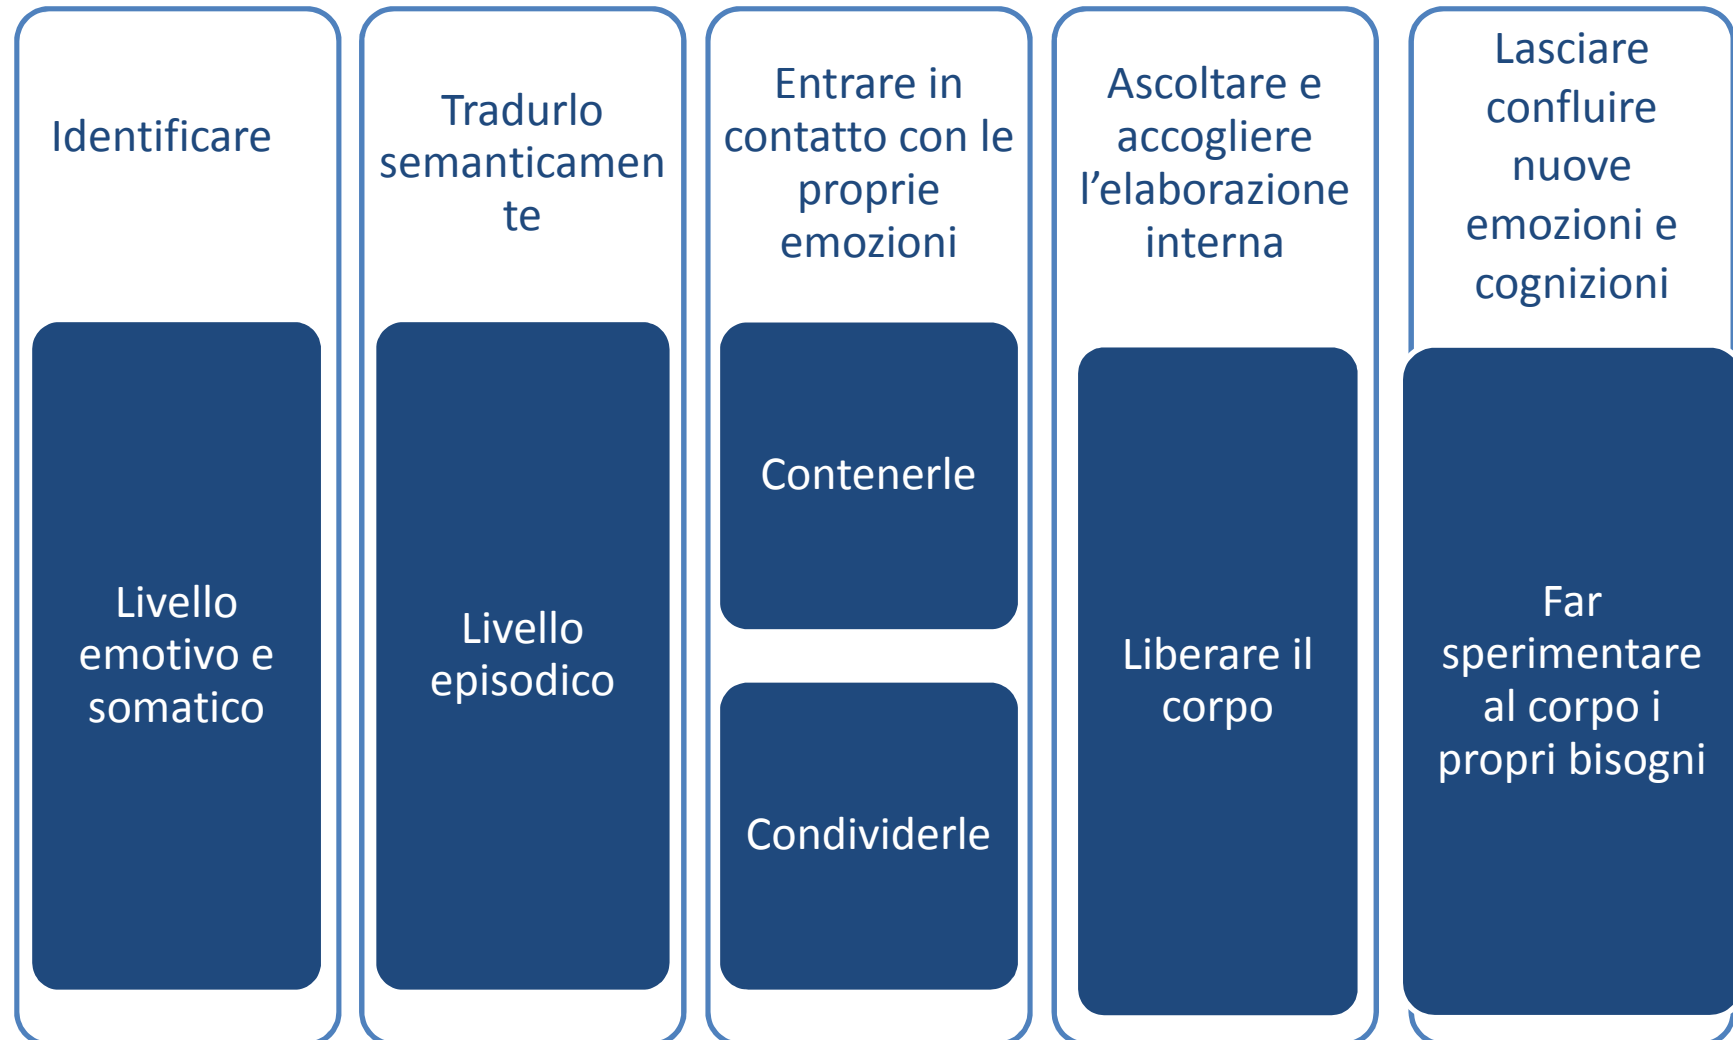 Identificare
Livello
emotivo e
somatico
Tradurlo
semanticamen
te
Livello
episodico
Entrare in
contatto con le
proprie
emozioni
Contenerle
Condividerle
Ascoltare e
accogliere
l’elaborazione
interna
Liberare il
corpo
Lasciare
confluire
nuove
emozioni e
cognizioni
Far
sperimentare
al corpo i
propri bisogni